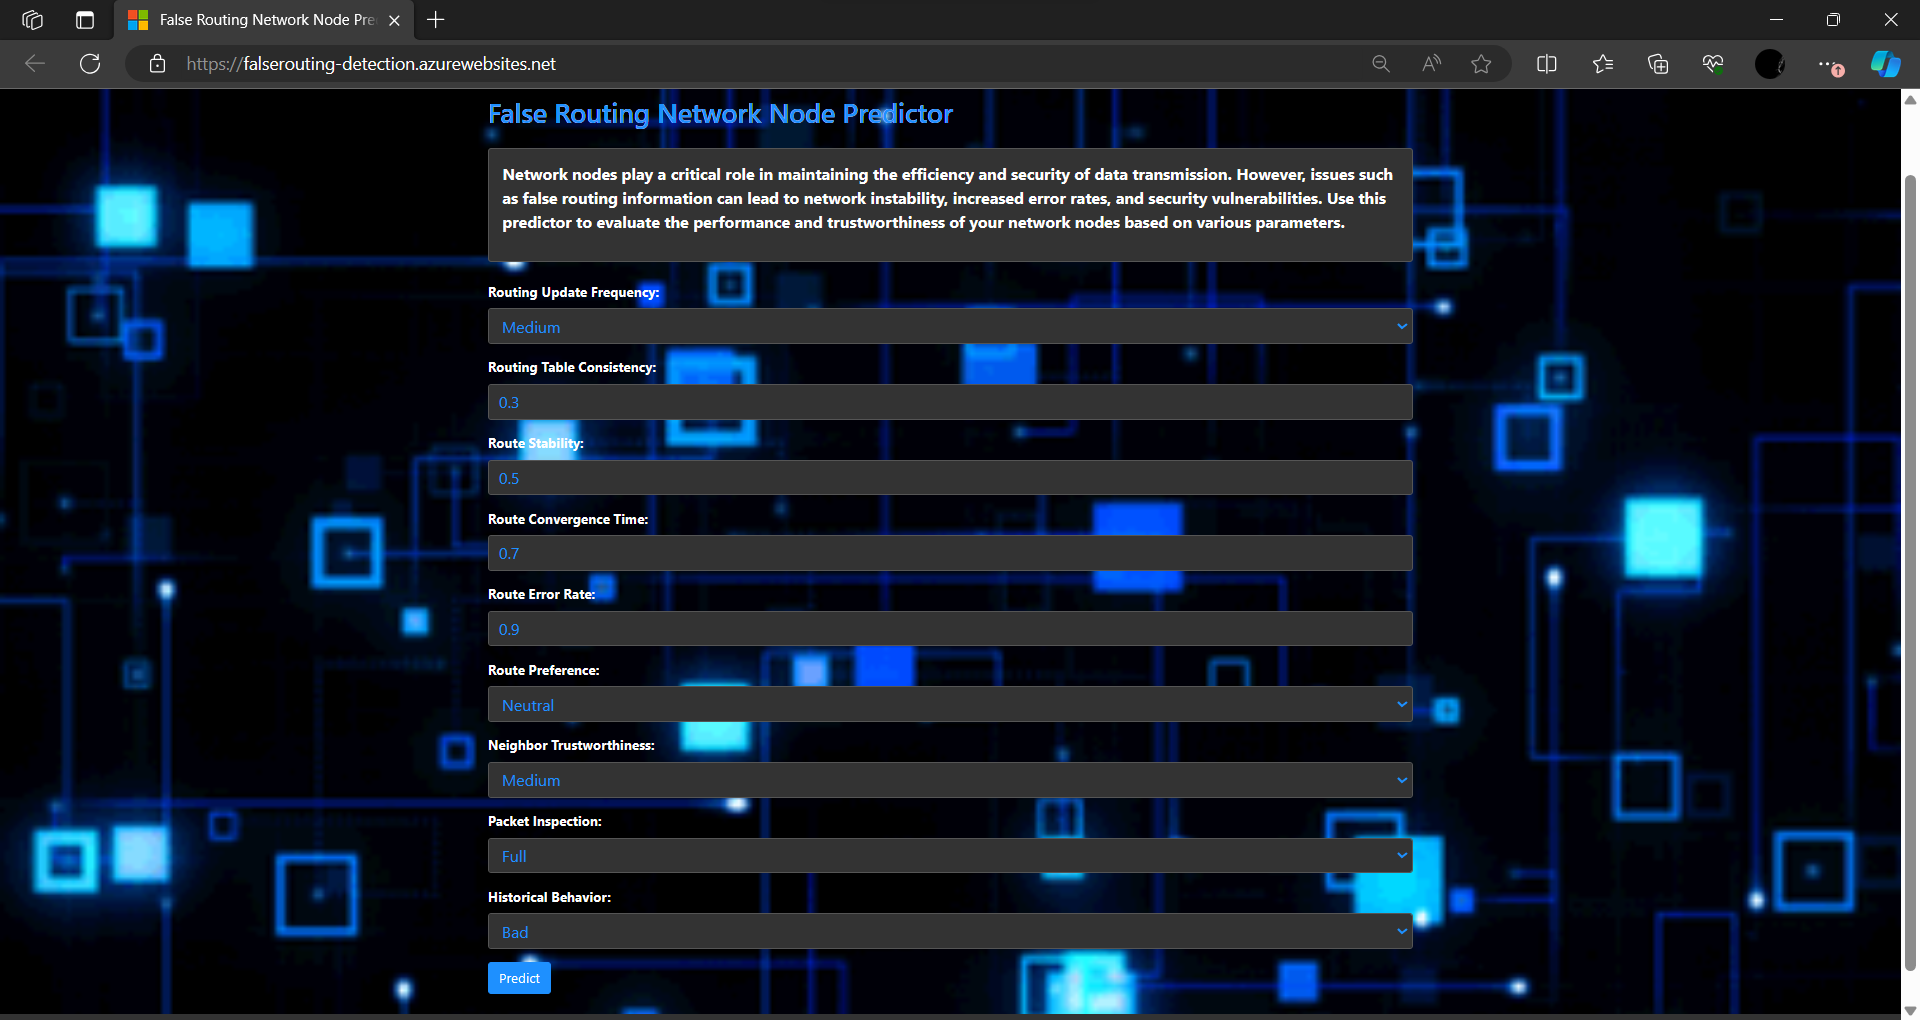 False Routing Network Node Pre
https://falserouting-detection.azurewebsites.net
False Routing Network Node Predictor
Network nodes play a critical role in maintaining the efficiency and security of data transmission. However, issues such
as false routing information can lead to network instability, increased error rates, and security vulnerabilities. Use this
predictor to evaluate the performance and trustworthiness of your network nodes based on various parameters.
Routing Update Frequency:
Medium
Routing Table Consistency:
0.3
Route Stability:
0.5
Route Convergence Time:
0.7
Route Error Rate:
0.9
Route Preference:
Neutral
Neighbor Trustworthiness:
Medium
Packet Inspection:
Full
Historical Behavior:
Bad
Predict